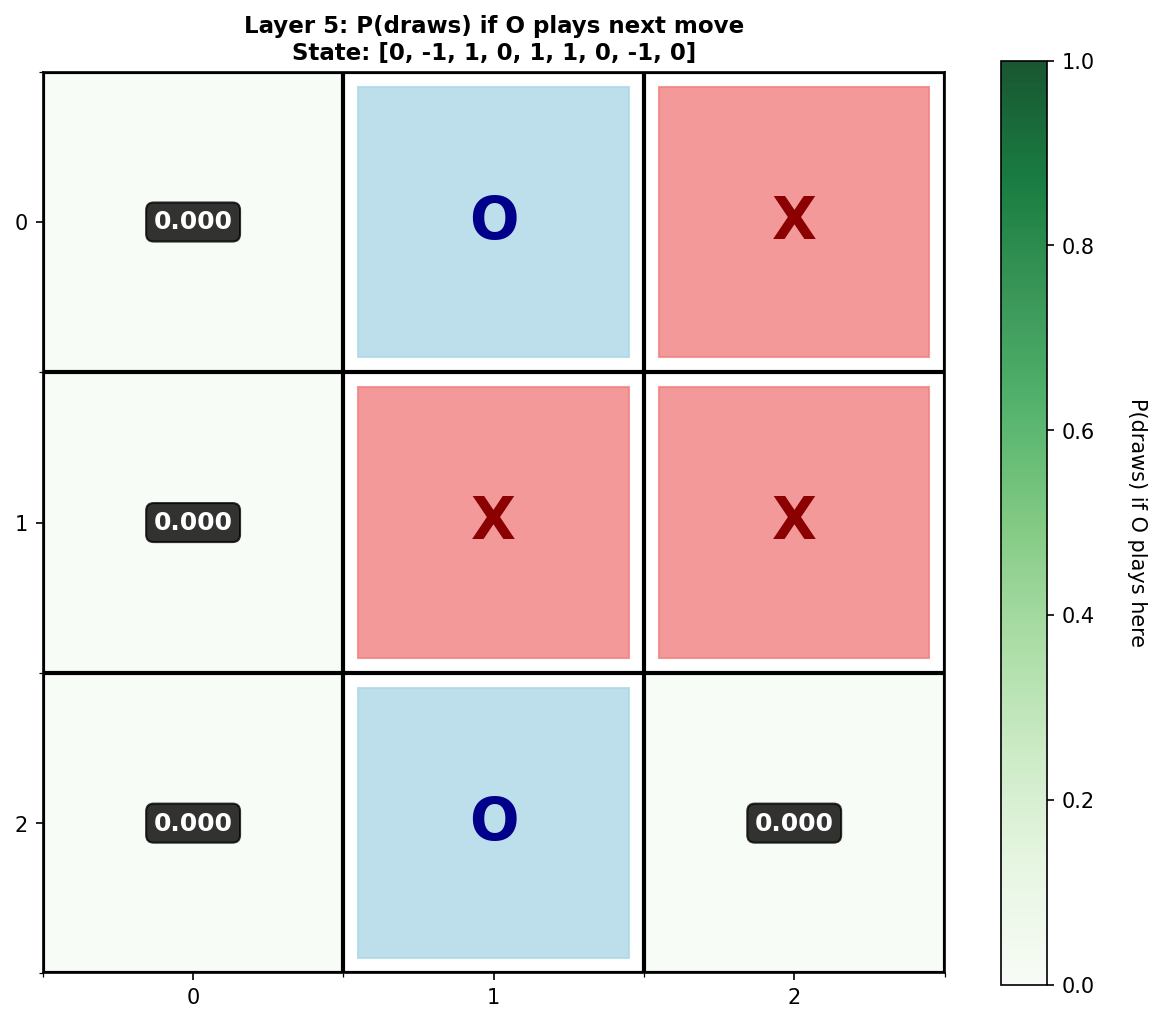 Layer 5: P(draws) if O plays next move
State: [0, -1, 1, 0, 1, 1, 0, -1, 0]
0
0.000
O
X
1
0.000
X
X
2
0.000
O
0.000
0
1
2
1.0
0.8
0.6
0.4
0.2
0.0
P(draws) if O plays here